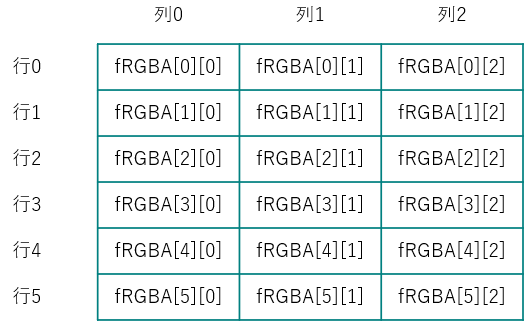 列0 列1 列2
行0 fRGBA[0][0] fRGBA[0][1] fRGBA[0][2]
行1 fRGBA[1][0] fRGBA[1][1] fRGBA[1][2]
行2 fRGBA[2][0] fRGBA[2][1] fRGBA[2][2]
行3 fRGBA[3][0] fRGBA[3][1] fRGBA[3][2]
行4 fRGBA[4][0] fRGBA[4][1] fRGBA[4][2]
行5 fRGBA[5][0] fRGBA[5][1] fRGBA[5][2]